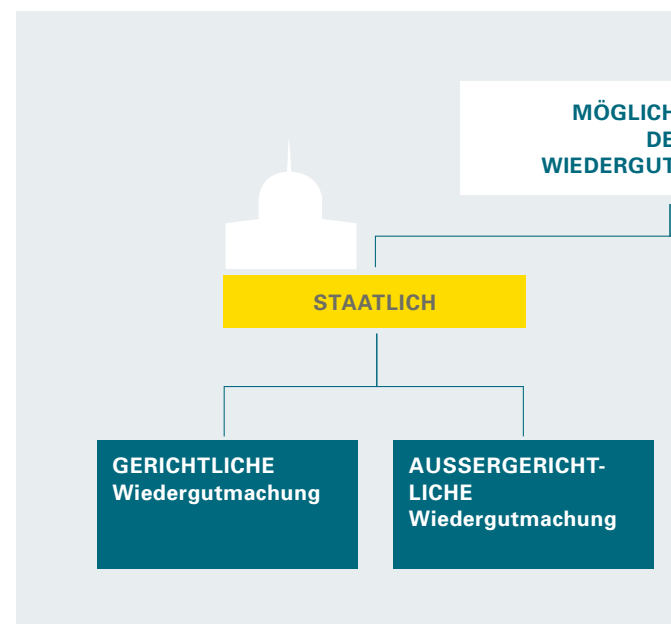 MÖGLICH
DE
WIEDERGUT
STAATLICH
GERICHTLICHE
Wiedergutmachung
AUSSERGERICHT-
LICHE
Wiedergutmachung